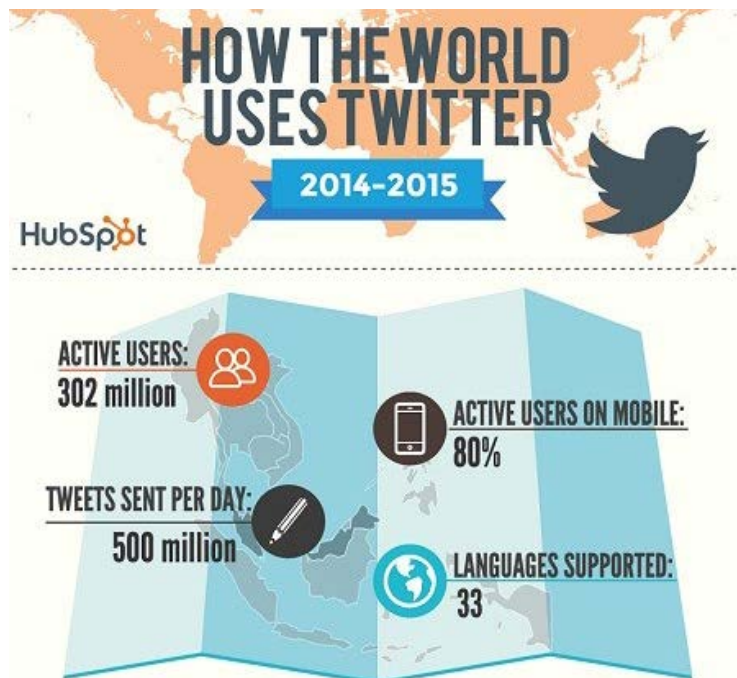 HOW THE WORLD
USES TWITTER
2014-2015
HubSpot
ACTIVE USERS:
302 million
ACTIVE USERS ON MOBILE:
80%
TWEETS SENT PER DAY:
500 million
LANGUAGES SUPPORTED:
33